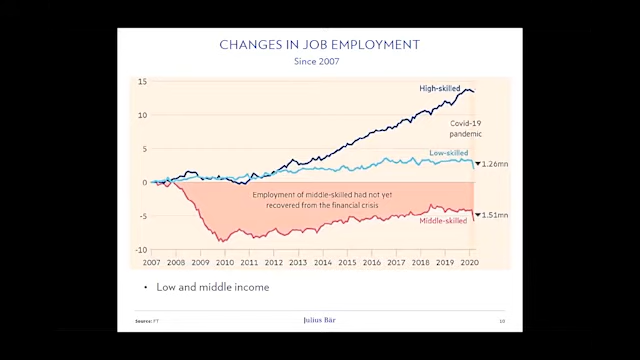 CHANGES IN JOB EMPLOYMENT
Since 2007
15
10
5
0
-5
-10
High-skilled
Covid-19
pandemic
Low-skilled
1.26mn
Employment of middle-skilled had not yet
recovered from the financial crisis
Middle-skilled
1.51mn
2007 2008 2009 2010 2011 2012 2013 2014 2015 2016 2017 2018 2019 2020
• Low and middle income
Source: FT
Julius Bär
10